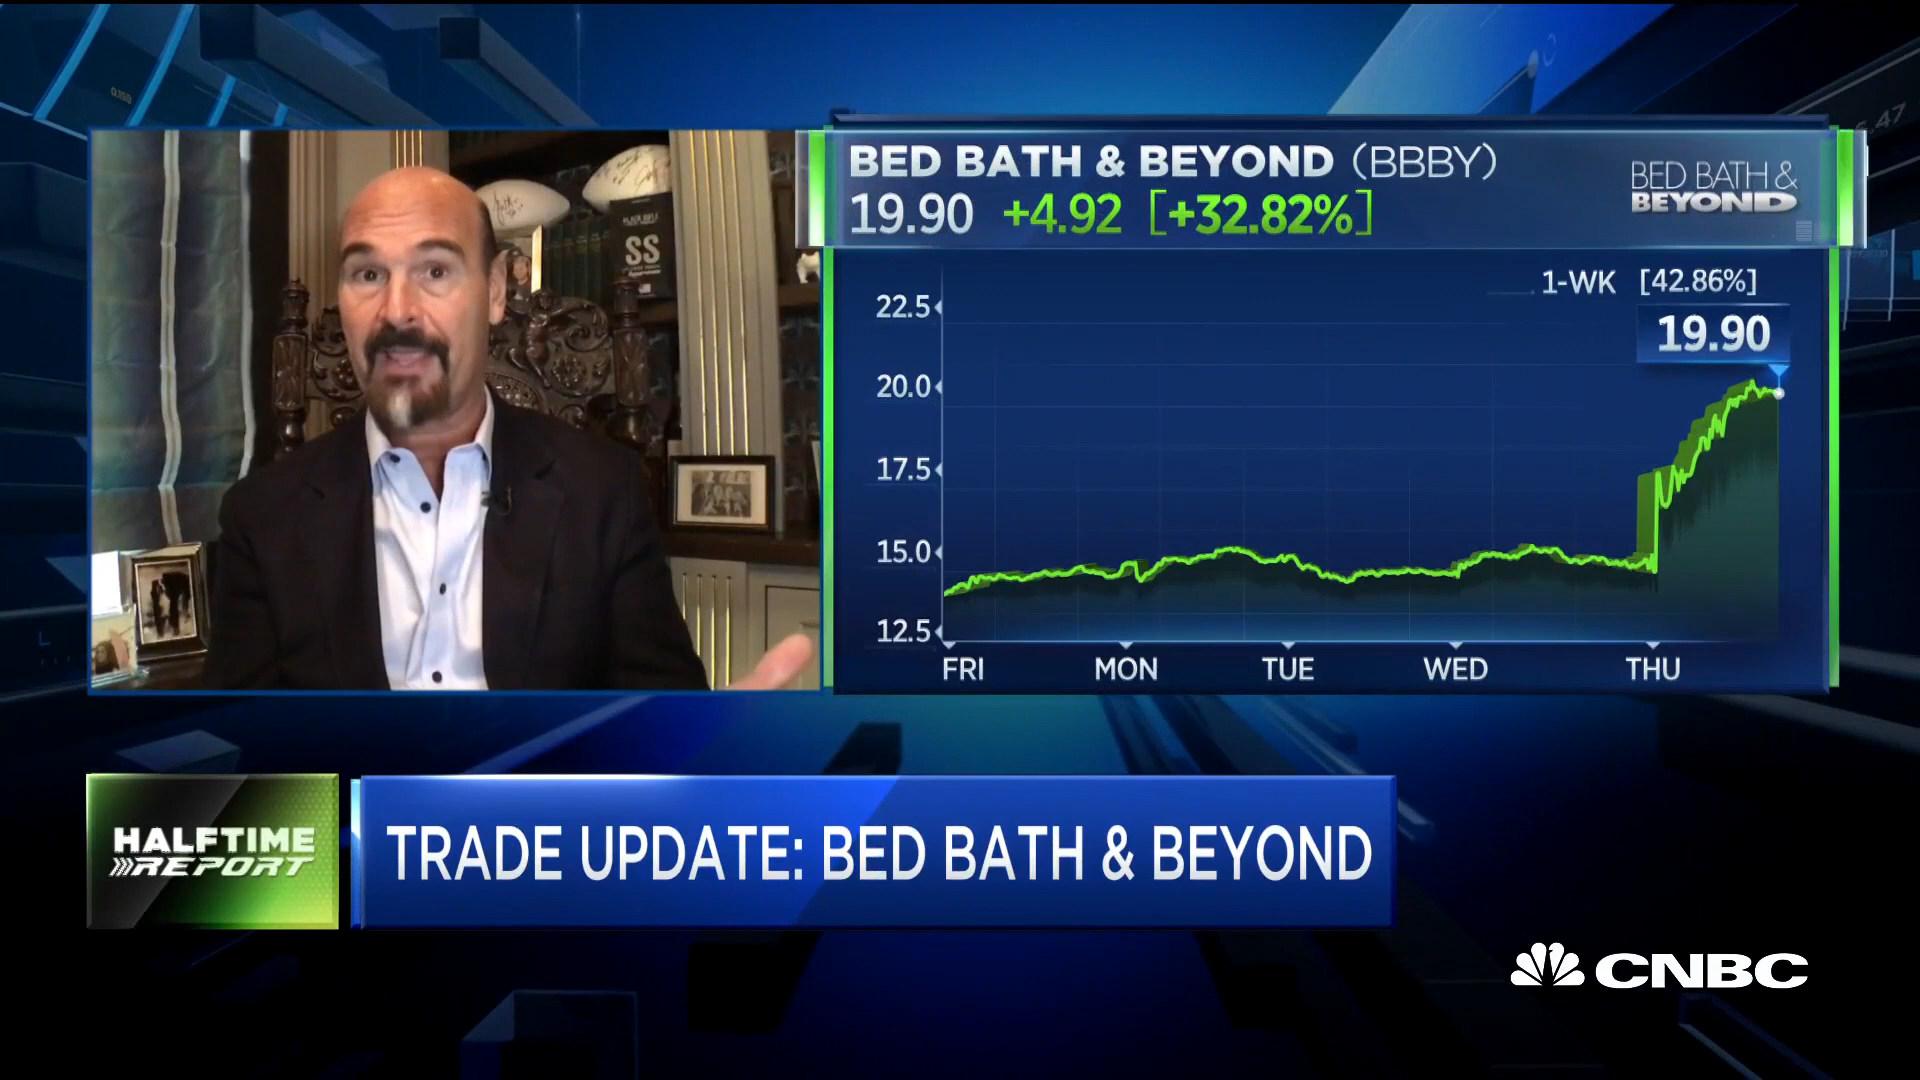 BED BATH & BEYOND (BBBY)
19.90 +4.92 [+32.82%]
BED BATH &
BEYOND
1-WK [42.86%]
19.90
22.5
20.0
17.5
15.0
12.5
FRI MON TUE WED THU
SS
HALFTIME
REPORT
TRADE UPDATE: BED BATH & BEYOND
CNBC